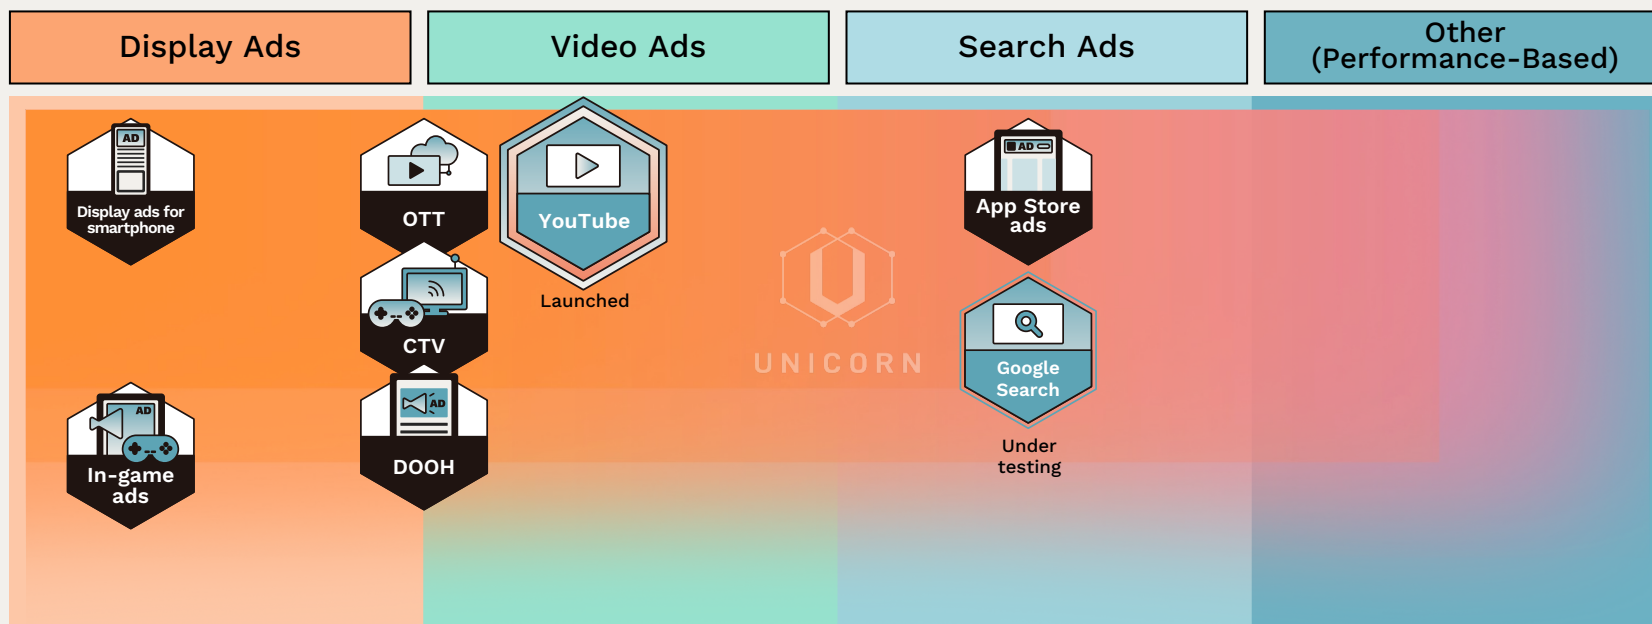 Display Ads
Video Ads
Search Ads
Other
(Performance-Based)
AD
Display ads for
smartphone
OTT
YouTube
Launched
AD
App Store
ads
CTV
UNICORN
Google
Search
Under
testing
AD
In-game
ads
AD
DOOH